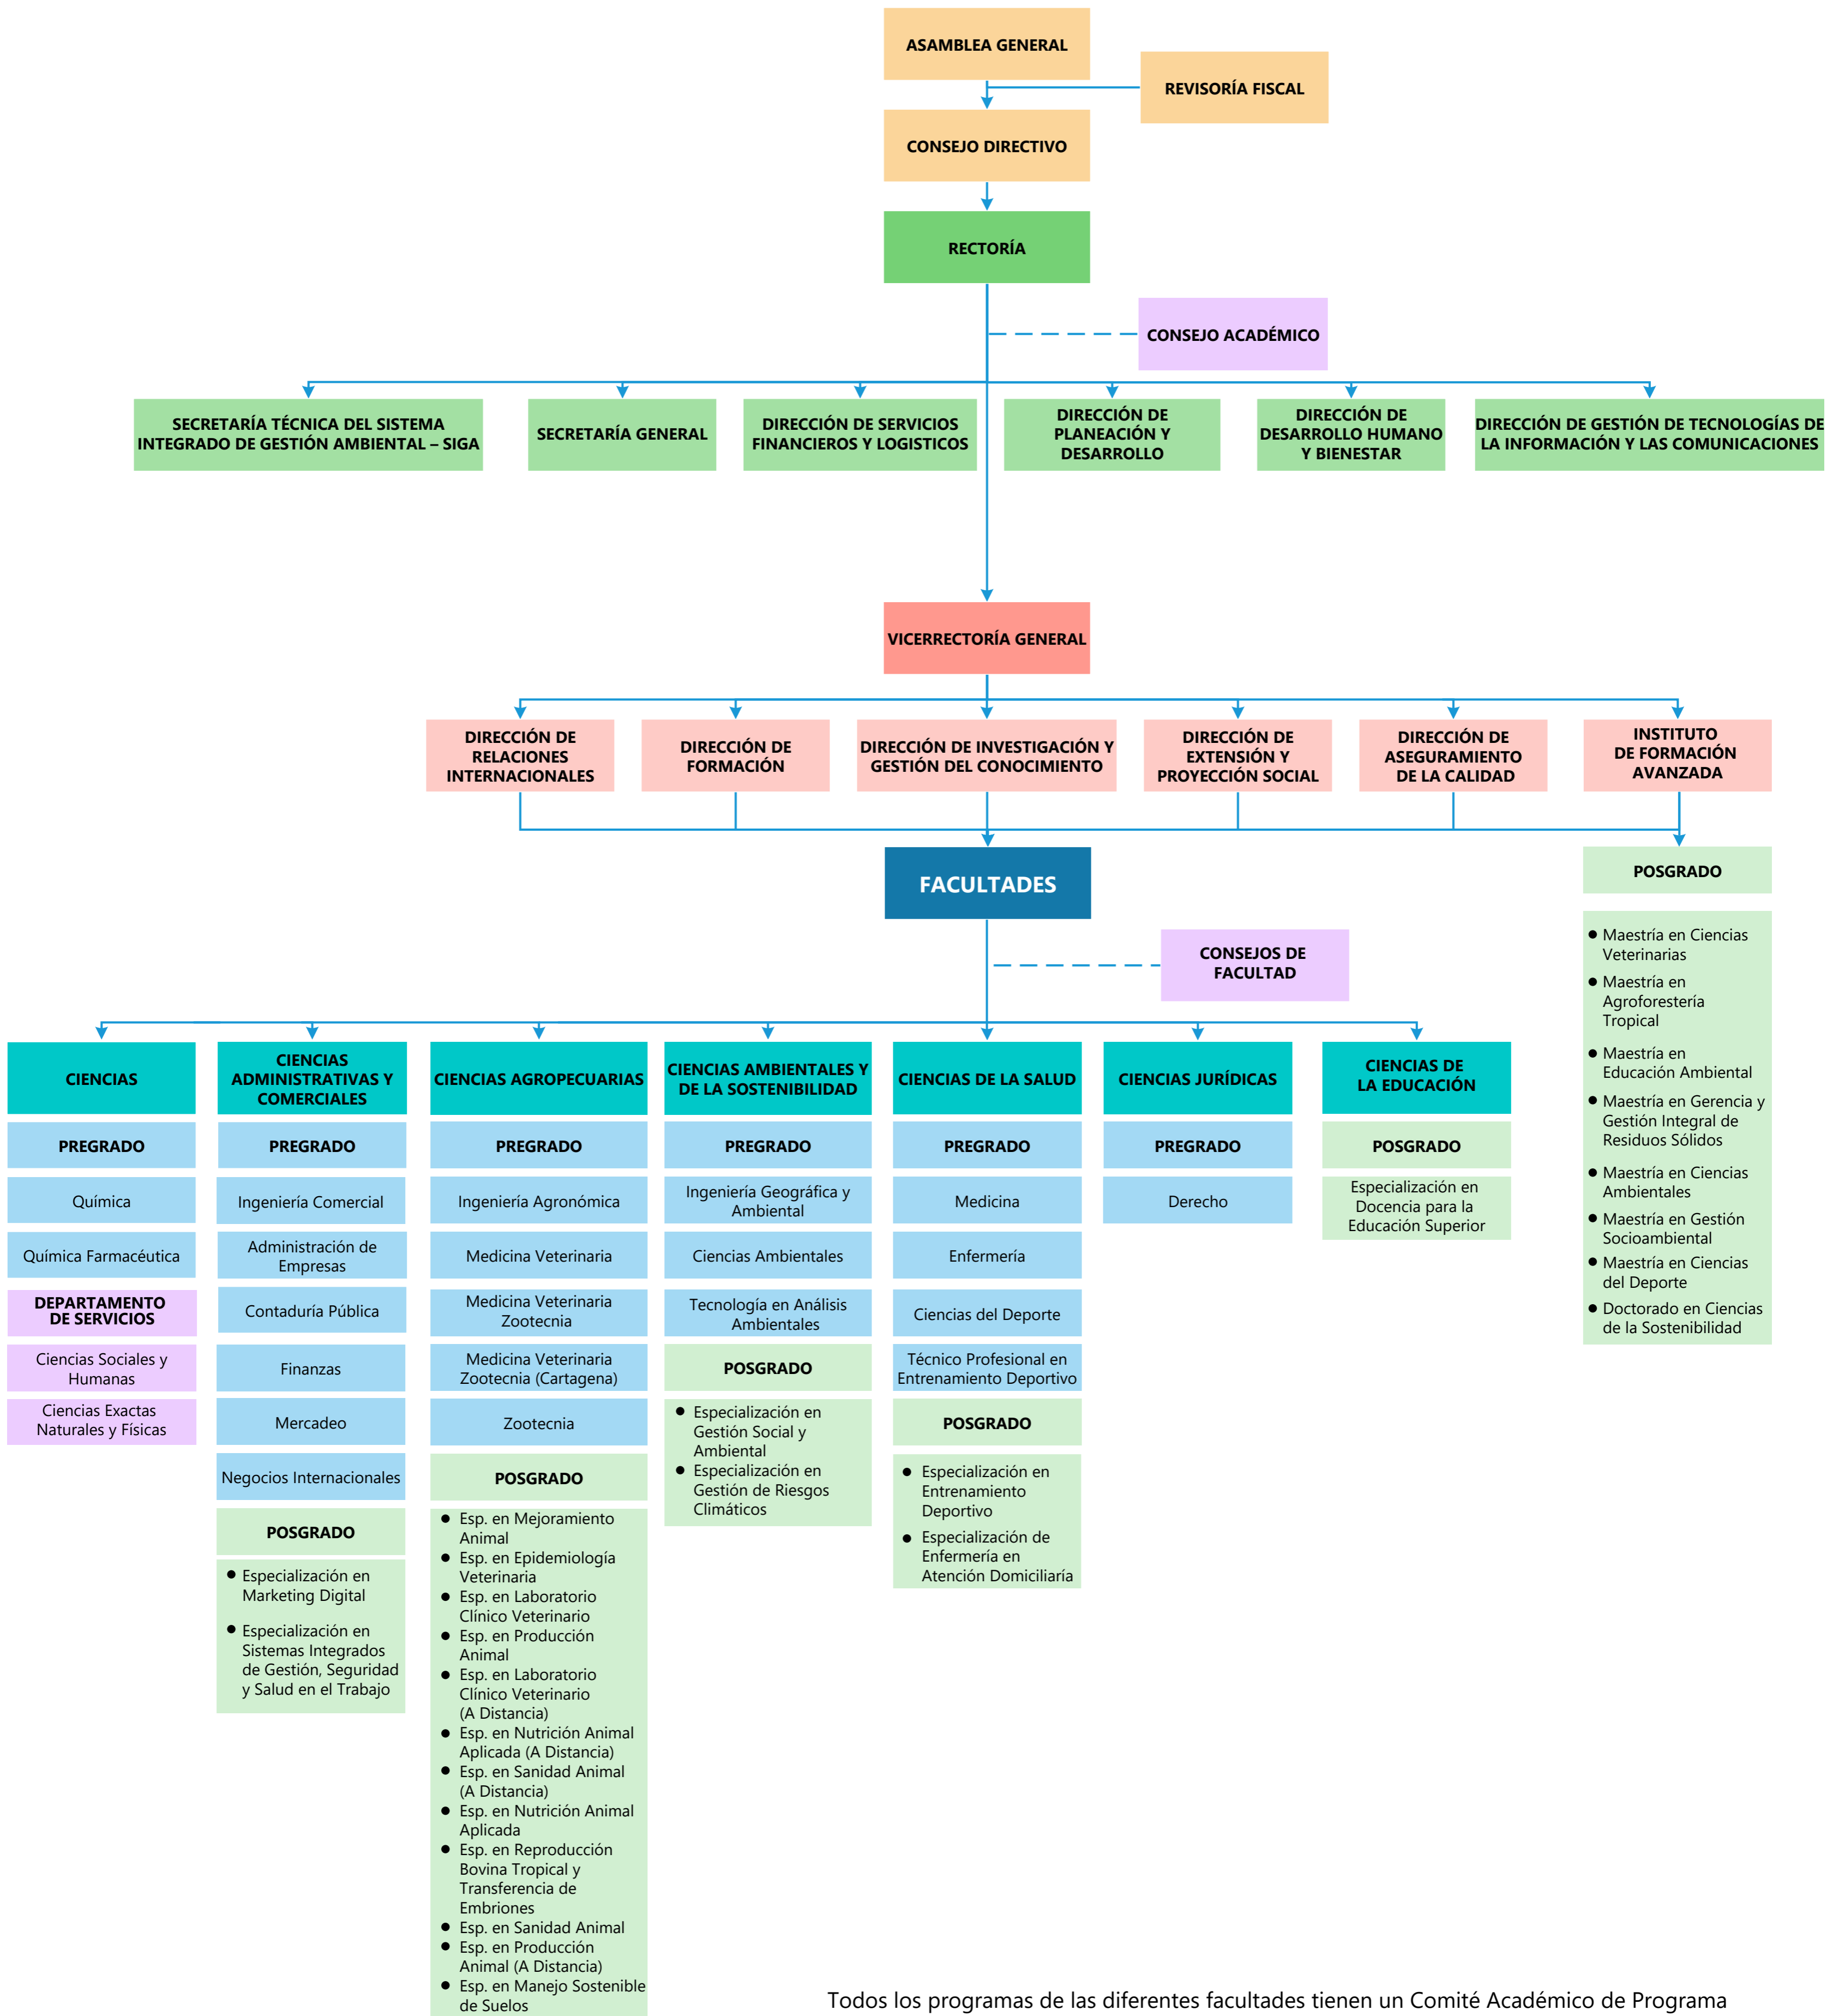 ASAMBLEA GENERAL
REVISORÍA FISCAL
CONSEJO DIRECTIVO
RECTORÍA
CONSEJO ACADÉMICO
SECRETARÍA TÉCNICA DEL SISTEMA
INTEGRADO DE GESTIÓN AMBIENTAL – SIGA
SECRETARÍA GENERAL
DIRECCIÓN DE SERVICIOS
FINANCIEROS Y LOGISTICOS
DIRECCIÓN DE
PLANEACIÓN Y
DESARROLLO
DIRECCIÓN DE
DESARROLLO HUMANO
Y BIENESTAR
DIRECCIÓN DE GESTIÓN DE TECNOLOGÍAS DE
LA INFORMACIÓN Y LAS COMUNICACIONES
VICERRECTORÍA GENERAL
DIRECCIÓN DE
RELACIONES
INTERNACIONALES
DIRECCIÓN DE
FORMACIÓN
DIRECCIÓN DE INVESTIGACIÓN Y
GESTIÓN DEL CONOCIMIENTO
DIRECCIÓN DE
EXTENSIÓN Y
PROYECCIÓN SOCIAL
DIRECCIÓN DE
ASEGURAMIENTO
DE LA CALIDAD
INSTITUTO
DE FORMACIÓN
AVANZADA
FACULTADES
CONSEJOS DE
FACULTAD
POSGRADO
● Maestría en Ciencias
Veterinarias
● Maestría en
Agroforestería
Tropical
● Maestría en
Educación Ambiental
● Maestría en Gerencia y
Gestión Integral de
Residuos Sólidos
● Maestría en Ciencias
Ambientales
● Maestría en Gestión
Socioambiental
● Maestría en Ciencias
del Deporte
● Doctorado en Ciencias
de la Sostenibilidad
CIENCIAS
PREGRADO
Química
Química Farmacéutica
DEPARTAMENTO
DE SERVICIOS
Ciencias Sociales y
Humanas
Ciencias Exactas
Naturales y Físicas
CIENCIAS
ADMINISTRATIVAS Y
COMERCIALES
PREGRADO
Ingeniería Comercial
Administración de
Empresas
Contaduría Pública
Finanzas
Mercadeo
Negocios Internacionales
POSGRADO
● Especialización en
Marketing Digital
● Especialización en
Sistemas Integrados
de Gestión, Seguridad
y Salud en el Trabajo
CIENCIAS AGROPECUARIAS
PREGRADO
Ingeniería Agronómica
Medicina Veterinaria
Medicina Veterinaria
Zootecnia
Medicina Veterinaria
Zootecnia (Cartagena)
Zootecnia
POSGRADO
● Esp. en Mejoramiento
Animal
● Esp. en Epidemiología
Veterinaria
● Esp. en Laboratorio
Clínico Veterinario
● Esp. en Producción
Animal
● Esp. en Laboratorio
Clínico Veterinario
(A Distancia)
● Esp. en Nutrición Animal
Aplicada (A Distancia)
● Esp. en Sanidad Animal
(A Distancia)
● Esp. en Nutrición Animal
Aplicada
● Esp. en Reproducción
Bovina Tropical y
Transferencia de
Embriones
● Esp. en Sanidad Animal
● Esp. en Producción
Animal (A Distancia)
● Esp. en Manejo Sostenible
de Suelos
CIENCIAS AMBIENTALES Y
DE LA SOSTENIBILIDAD
PREGRADO
Ingeniería Geográfica y
Ambiental
Ciencias Ambientales
Tecnología en Análisis
Ambientales
POSGRADO
● Especialización en
Gestión Social y
Ambiental
● Especialización en
Gestión de Riesgos
Climáticos
CIENCIAS DE LA SALUD
PREGRADO
Medicina
Enfermería
Ciencias del Deporte
Técnico Profesional en
Entrenamiento Deportivo
POSGRADO
● Especialización en
Entrenamiento
Deportivo
● Especialización de
Enfermería en
Atención Domiciliaría
CIENCIAS JURÍDICAS
PREGRADO
Derecho
CIENCIAS DE
LA EDUCACIÓN
POSGRADO
Especialización en
Docencia para la
Educación Superior
Todos los programas de las diferentes facultades tienen un Comité Académico de Programa